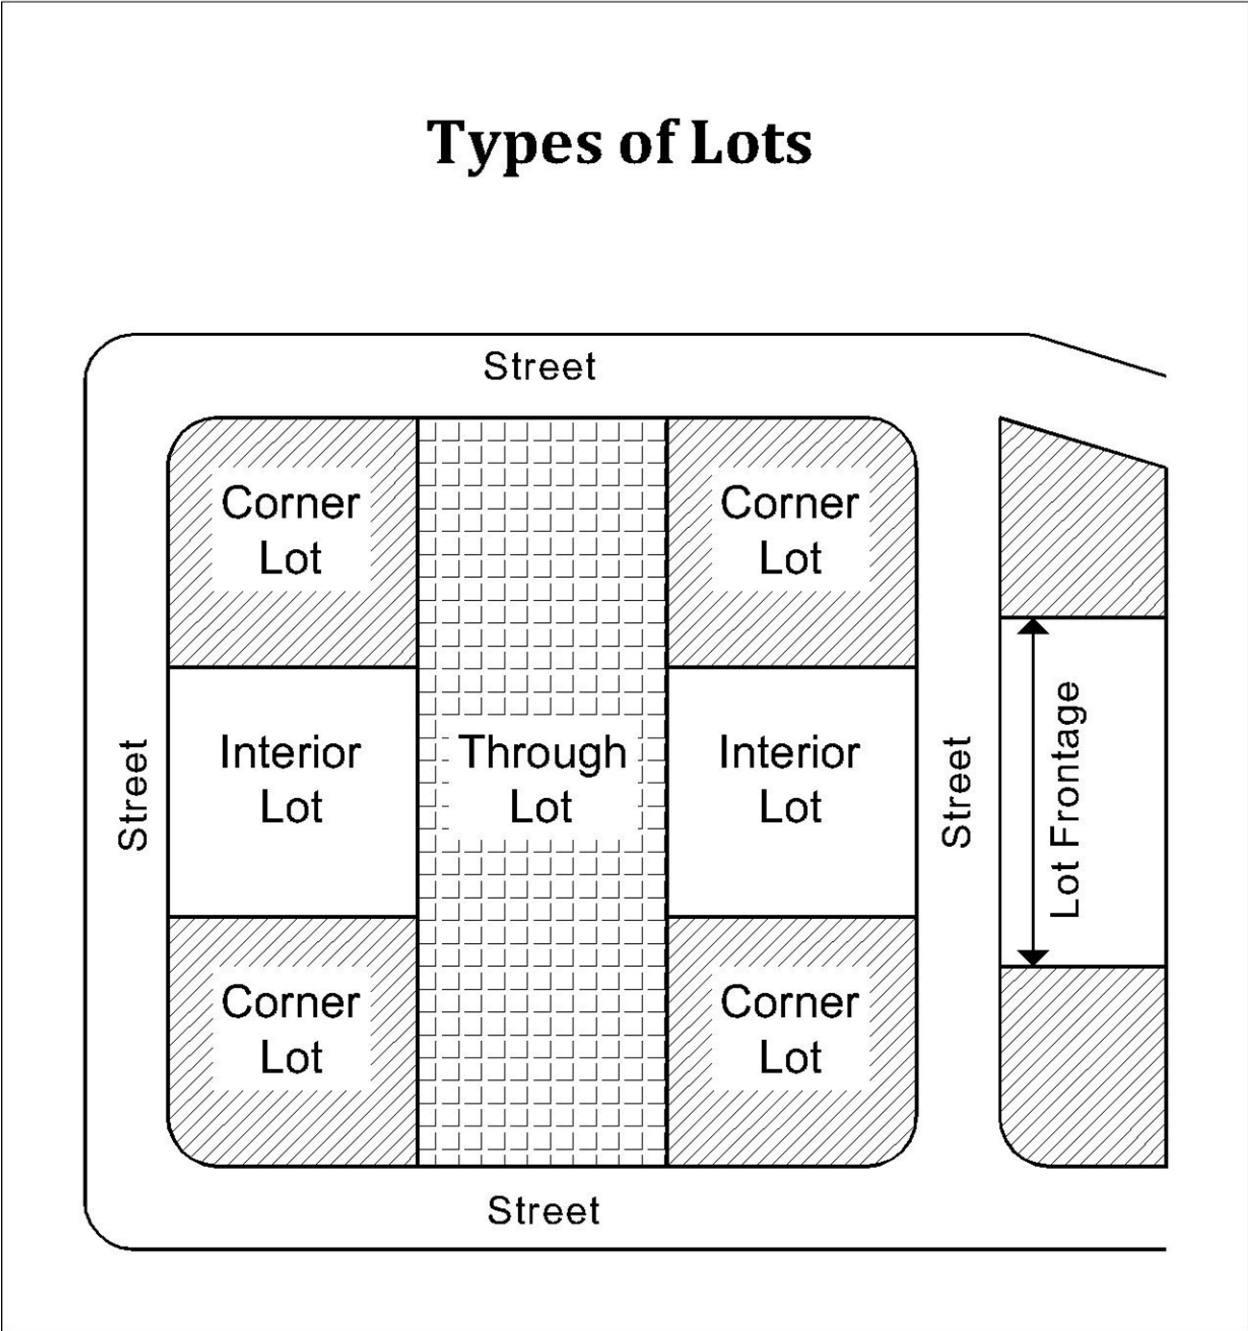 Types of Lots
Street
Corner
Lot
Corner
Lot
Street
Interior
Lot
Through
Lot
Interior
Lot
Street
Lot Frontage
Corner
Lot
Corner
Lot
Street